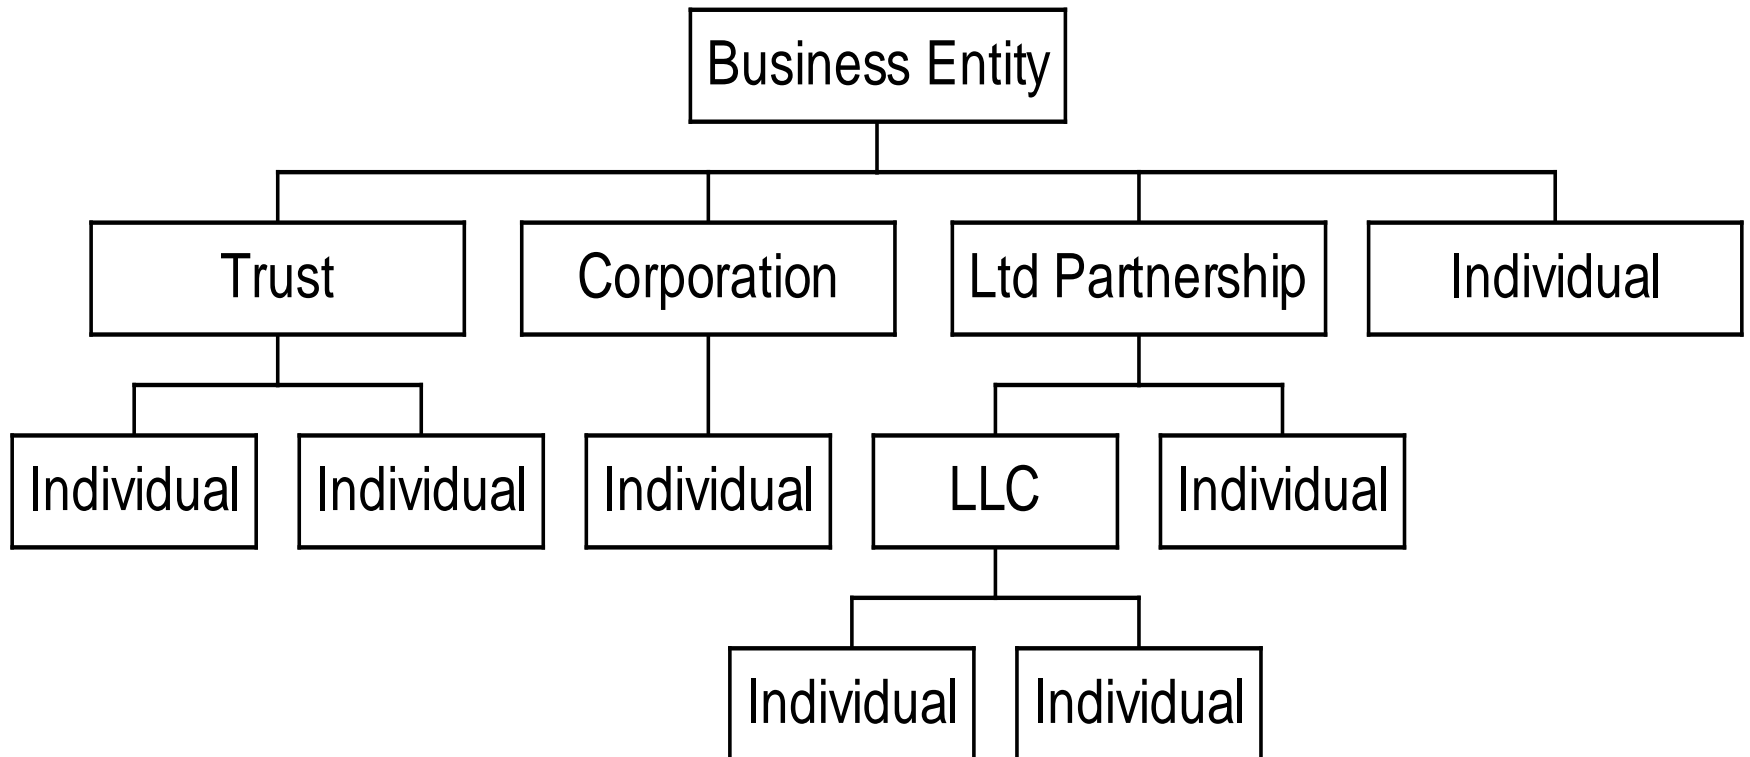 Business Entity
Trust
Corporation
Ltd Partnership
Individual
Individual
Individual
Individual
LLC
Individual
Individual
Individual